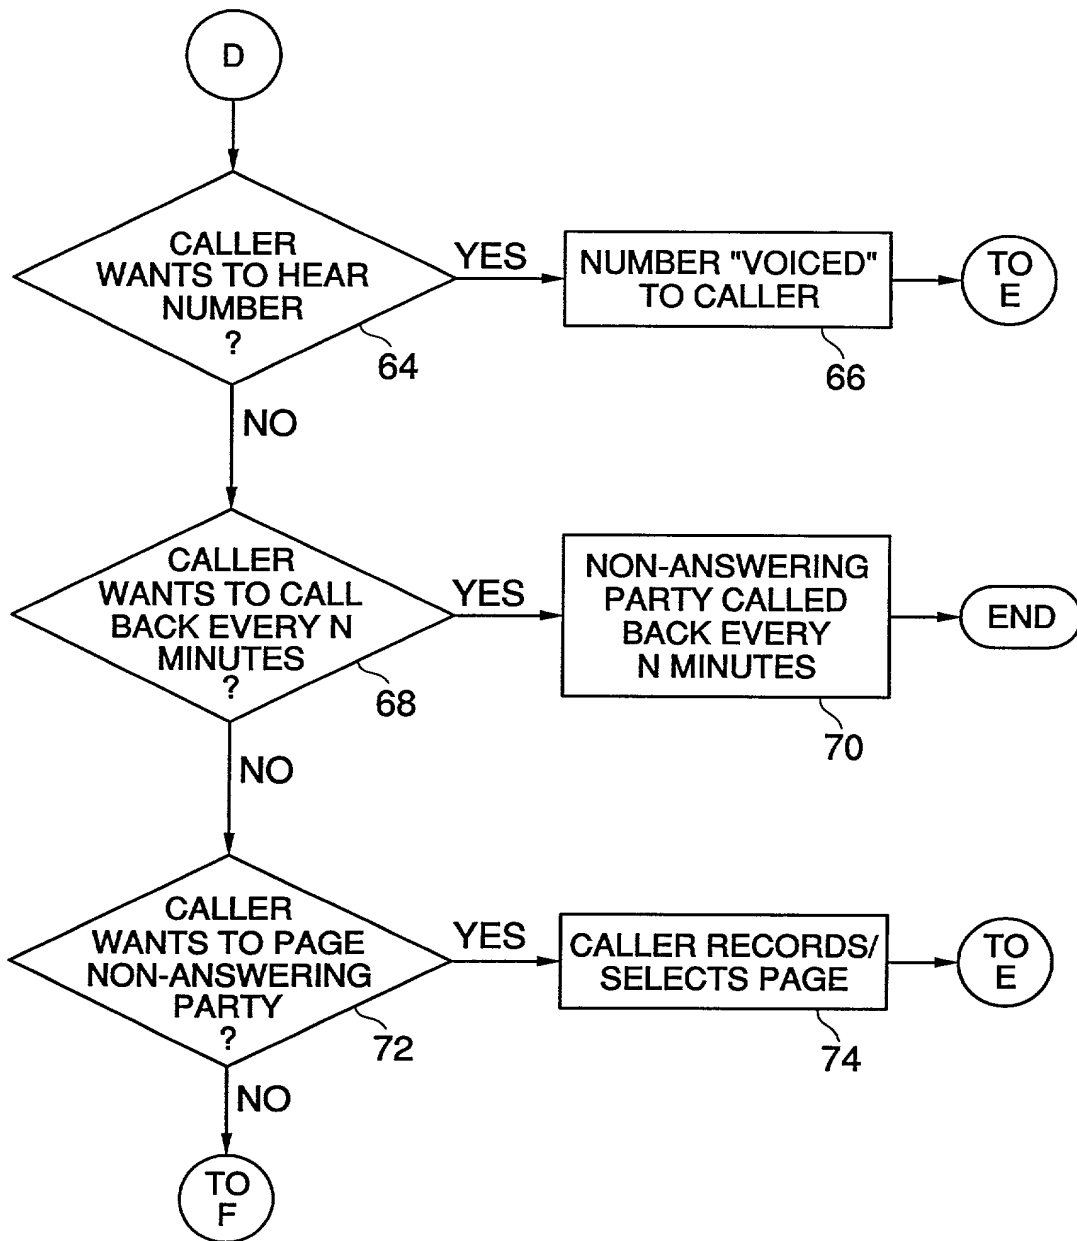 D
CALLER
WANTS TO HEAR
NUMBER
?
64
YES
NUMBER "VOICED"
TO CALLER
66
TO
E
NO
CALLER
WANTS TO CALL
BACK EVERY N
MINUTES
?
68
YES
NON-ANSWERING
PARTY CALLED
BACK EVERY
N MINUTES
70
END
NO
CALLER
WANTS TO PAGE
NON-ANSWERING
PARTY
?
72
YES
CALLER RECORDS/
SELECTS PAGE
74
TO
E
NO
TO
F